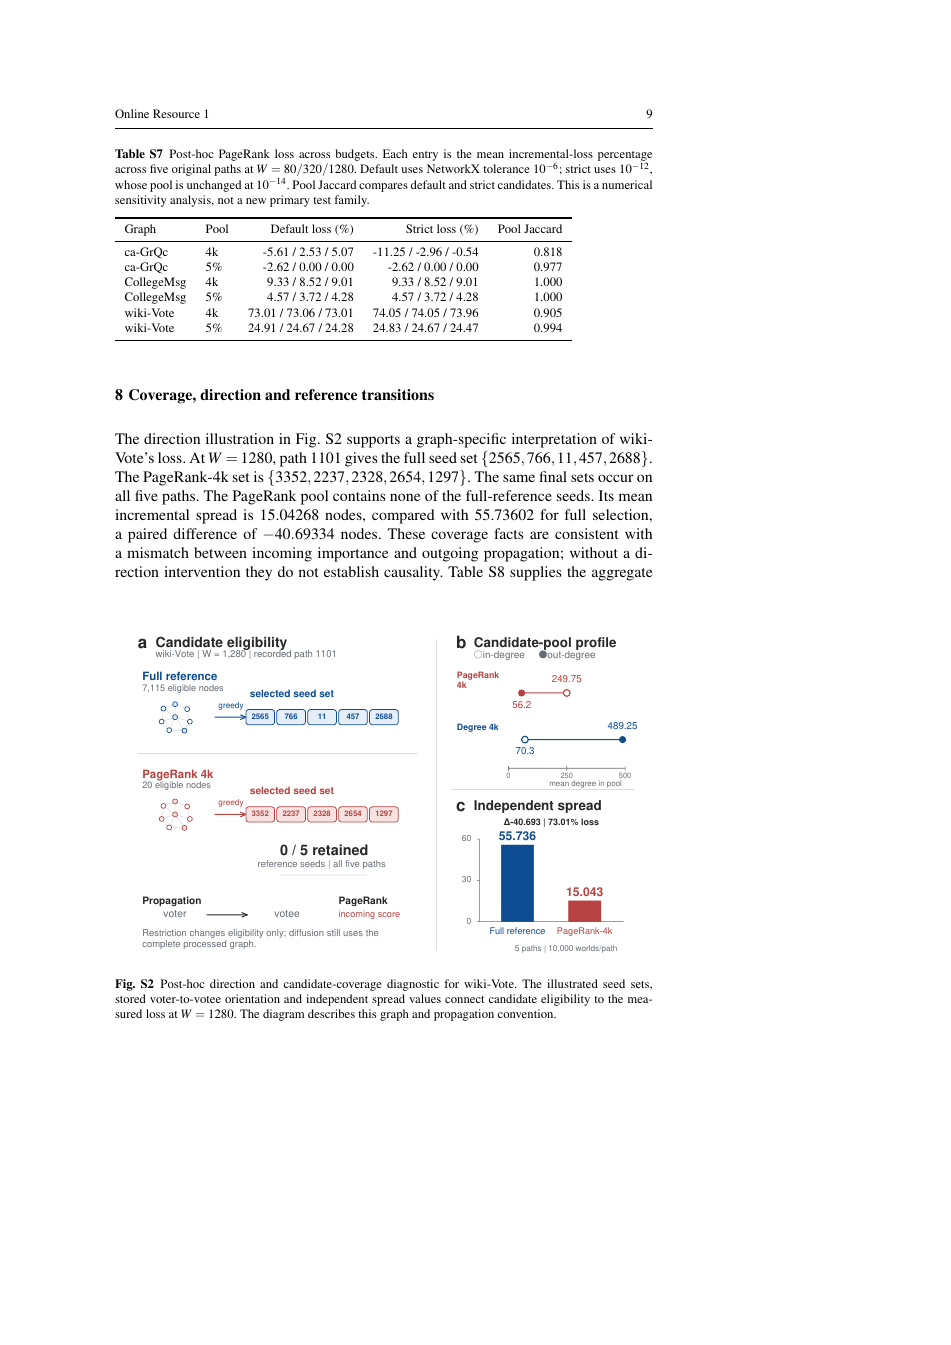 Online Resource 1 9
Table S7 Post-hoc PageRank loss across budgets. Each entry is the mean incremental-loss percentage
across five original paths at W = 80/320/1280. Default uses NetworkX tolerance 10⁻⁶; strict uses 10⁻¹²,
whose pool is unchanged at 10⁻¹⁴. Pool Jaccard compares default and strict candidates. This is a numerical
sensitivity analysis, not a new primary test family.
Graph Pool Default loss (%) Strict loss (%) Pool Jaccard
ca-GrQc 4k -5.61 / 2.53 / 5.07 -11.25 / -2.96 / -0.54 0.818
ca-GrQc 5% -2.62 / 0.00 / 0.00 -2.62 / 0.00 / 0.00 0.977
CollegeMsg 4k 9.33 / 8.52 / 9.01 9.33 / 8.52 / 9.01 1.000
CollegeMsg 5% 4.57 / 3.72 / 4.28 4.57 / 3.72 / 4.28 1.000
wiki-Vote 4k 73.01 / 73.06 / 73.01 74.05 / 74.05 / 73.96 0.905
wiki-Vote 5% 24.91 / 24.67 / 24.28 24.83 / 24.67 / 24.47 0.994
8 Coverage, direction and reference transitions
The direction illustration in Fig. S2 supports a graph-specific interpretation of wiki-
Vote's loss. At W = 1280, path 1101 gives the full seed set {2565,766,11,457,2688}.
The PageRank-4k set is {3352,2237,2328,2654,1297}. The same final sets occur on
all five paths. The PageRank pool contains none of the full-reference seeds. Its mean
incremental spread is 15.04268 nodes, compared with 55.73602 for full selection,
a paired difference of −40.69334 nodes. These coverage facts are consistent with
a mismatch between incoming importance and outgoing propagation; without a di-
rection intervention they do not establish causality. Table S8 supplies the aggregate
a Candidate eligibility
wiki-Vote | W = 1,280 | recorded path 1101
Full reference
7,115 eligible nodes
selected seed set
greedy
2565 766 11 457 2688
PageRank 4k
20 eligible nodes
selected seed set
greedy
3352 2237 2328 2654 1297
0 / 5 retained
reference seeds | all five paths
Propagation PageRank
voter votee incoming score
Restriction changes eligibility only; diffusion still uses the
complete processed graph.
b Candidate-pool profile
in-degree out-degree
PageRank
4k
249.75
56.2
Degree 4k
489.25
70.3
0 250 500
mean degree in pool
c Independent spread
Δ-40.693 | 73.01% loss
60
55.736
30
15.043
0
Full reference PageRank-4k
5 paths | 10,000 worlds/path
Fig. S2 Post-hoc direction and candidate-coverage diagnostic for wiki-Vote. The illustrated seed sets,
stored voter-to-votee orientation and independent spread values connect candidate eligibility to the mea-
sured loss at W = 1280. The diagram describes this graph and propagation convention.